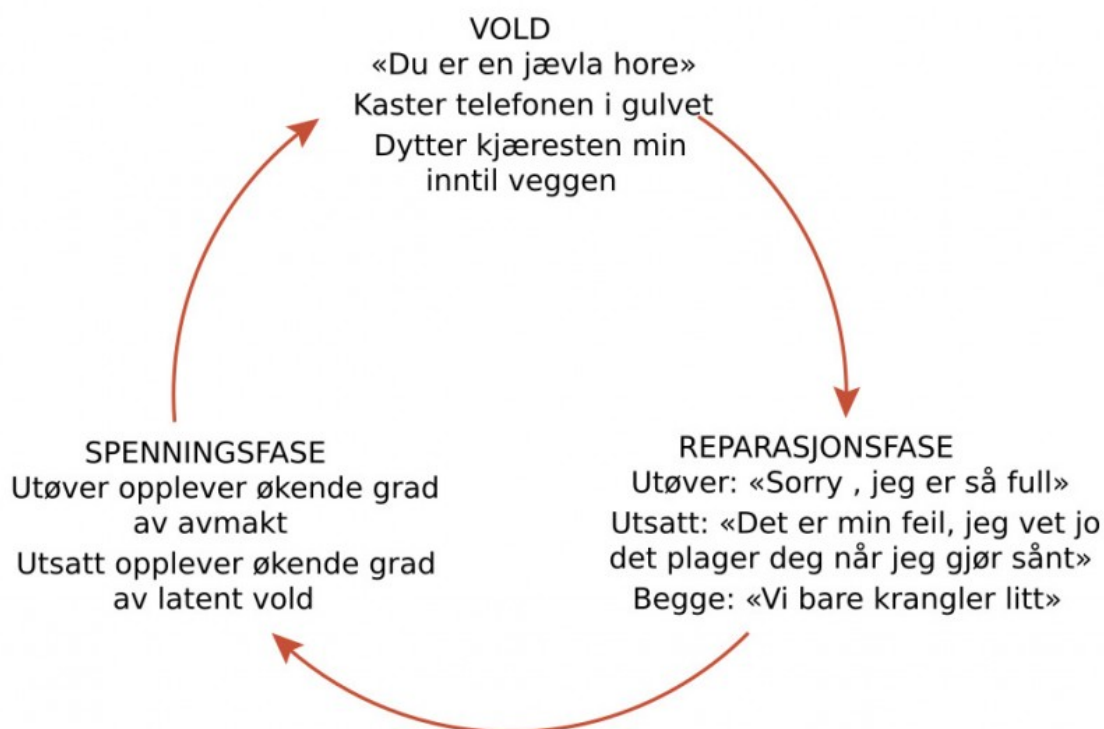 VOLD
«Du er en jævla hore»
Kaster telefonen i gulvet
Dytter kjæresten min
inntil veggen
REPARASJONSFASE
Utøver: «Sorry , jeg er så full»
Utsatt: «Det er min feil, jeg vet jo
det plager deg når jeg gjør sånt»
Begge: «Vi bare krangler litt»
SPENNINGSFASE
Utøver opplever økende grad
av avmakt
Utsatt opplever økende grad
av latent vold